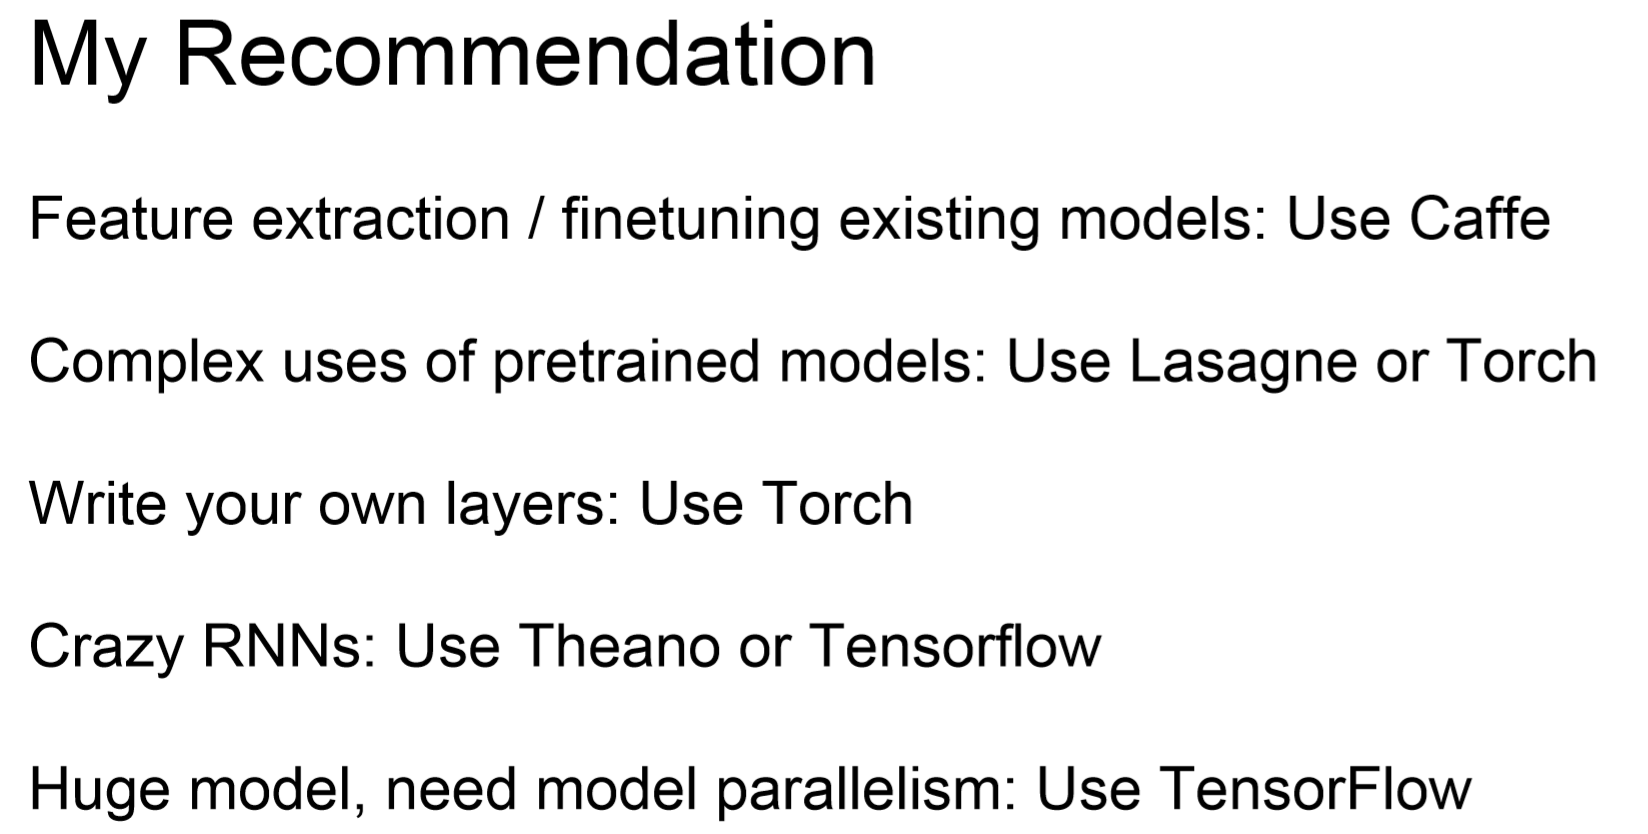 My Recommendation
Feature extraction / finetuning existing models: Use Caffe
Complex uses of pretrained models: Use Lasagne or Torch
Write your own layers: Use Torch
Crazy RNNs: Use Theano or Tensorflow
Huge model, need model parallelism: Use TensorFlow